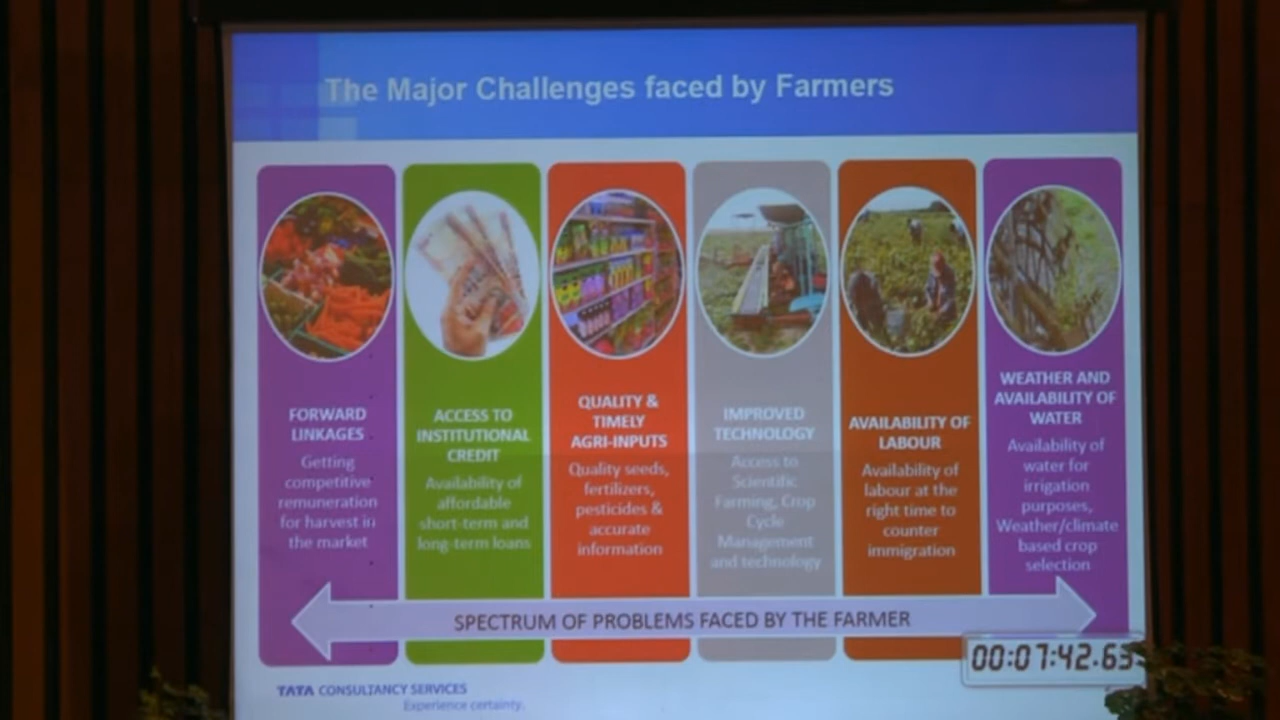 The Major Challenges faced by Farmers
FORWARD
LINKAGES
Getting
competitive
remuneration
for harvest in
the market
ACCESS TO
INSTITUTIONAL
CREDIT
Availability of
affordable
short-term and
long-term loans
QUALITY &
TIMELY
AGRI-INPUTS
Quality seeds,
fertilizers,
pesticides &
accurate
information
IMPROVED
TECHNOLOGY
Access to
Scientific
Farming, Crop
Cycle
Management
and technology
AVAILABILITY OF
LABOUR
Availability of
labour at the
right time to
counter
immigration
WEATHER AND
AVAILABILITY OF
WATER
Availability of
water for
irrigation
purposes,
Weather/climate
based crop
selection
SPECTRUM OF PROBLEMS FACED BY THE FARMER
00:07:42.63
TATA CONSULTANCY SERVICES
Experience certainty.